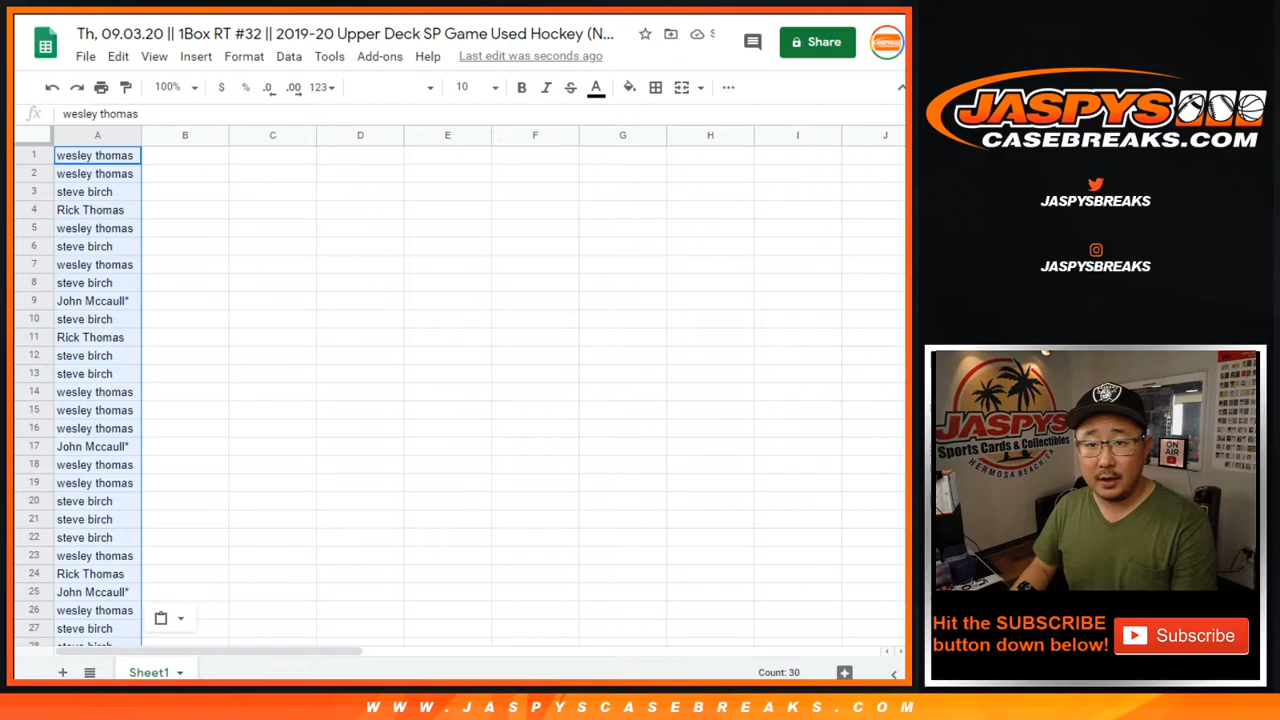 Th, 09.03.20 || 1Box RT #32 || 2019-20 Upper Deck SP Game Used Hockey (N...
S
Share
File Edit View Insert Format Data Tools Add-ons Help Last edit was seconds ago
100% $ % .0 .00 123 10 B I S A
fx wesley thomas
A B C D E F G H I J
1 wesley thomas
2 wesley thomas
3 steve birch
4 Rick Thomas
5 wesley thomas
6 steve birch
7 wesley thomas
8 steve birch
9 John Mccaull*
10 steve birch
11 Rick Thomas
12 steve birch
13 steve birch
14 wesley thomas
15 wesley thomas
16 wesley thomas
17 John Mccaull*
18 wesley thomas
19 wesley thomas
20 steve birch
21 steve birch
22 steve birch
23 wesley thomas
24 Rick Thomas
25 John Mccaull*
26 wesley thomas
27 steve birch
28 steve birch
Sheet1
Count: 30
JASPYS
CASEBREAKS.COM
JASPYSBREAKS
JASPYSBREAKS
JASPYS
Sports Cards & Collectibles
HERMOSA BEACH, CA
ON
AIR
Hit the SUBSCRIBE
button down below!
Subscribe
WWW.JASPYSCASEBREAKS.COM